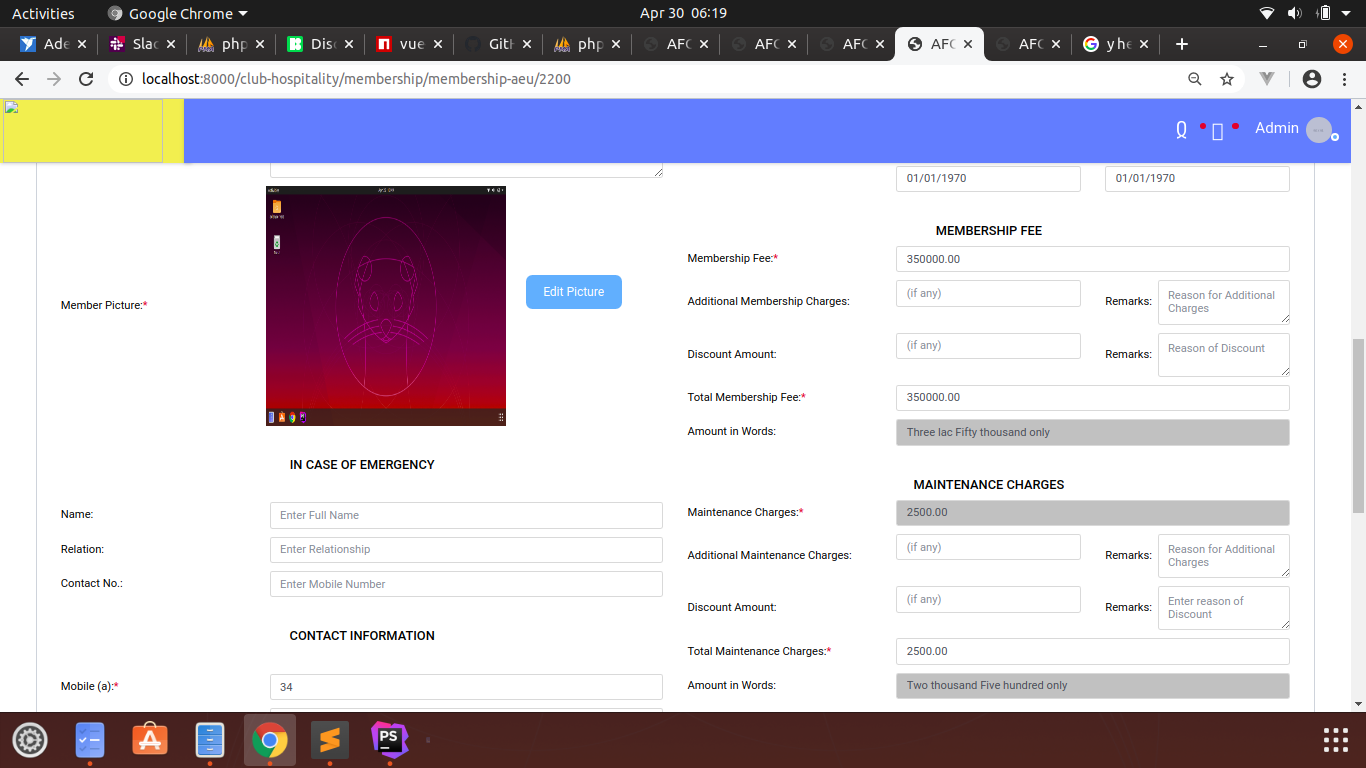 Activities
Google Chrome
Apr 30 06:19
Ade
Slac
php
Disc
vue
GitH
php
AFC
AFC
AFC
AFC
AFC
y he
localhost:8000/club-hospitality/membership/membership-aeu/2200
Admin
01/01/1970
01/01/1970
Member Picture:*
Edit Picture
IN CASE OF EMERGENCY
Name:
Enter Full Name
Relation:
Enter Relationship
Contact No.:
Enter Mobile Number
CONTACT INFORMATION
Mobile (a):*
34
MEMBERSHIP FEE
Membership Fee:*
350000.00
Additional Membership Charges:
(if any)
Remarks:
Reason for Additional
Charges
Discount Amount:
(if any)
Remarks:
Reason of Discount
Total Membership Fee:*
350000.00
Amount in Words:
Three lac Fifty thousand only
MAINTENANCE CHARGES
Maintenance Charges:*
2500.00
Additional Maintenance Charges:
(if any)
Remarks:
Reason for Additional
Charges
Discount Amount:
(if any)
Remarks:
Enter reason of
Discount
Total Maintenance Charges:*
2500.00
Amount in Words:
Two thousand Five hundred only
PS